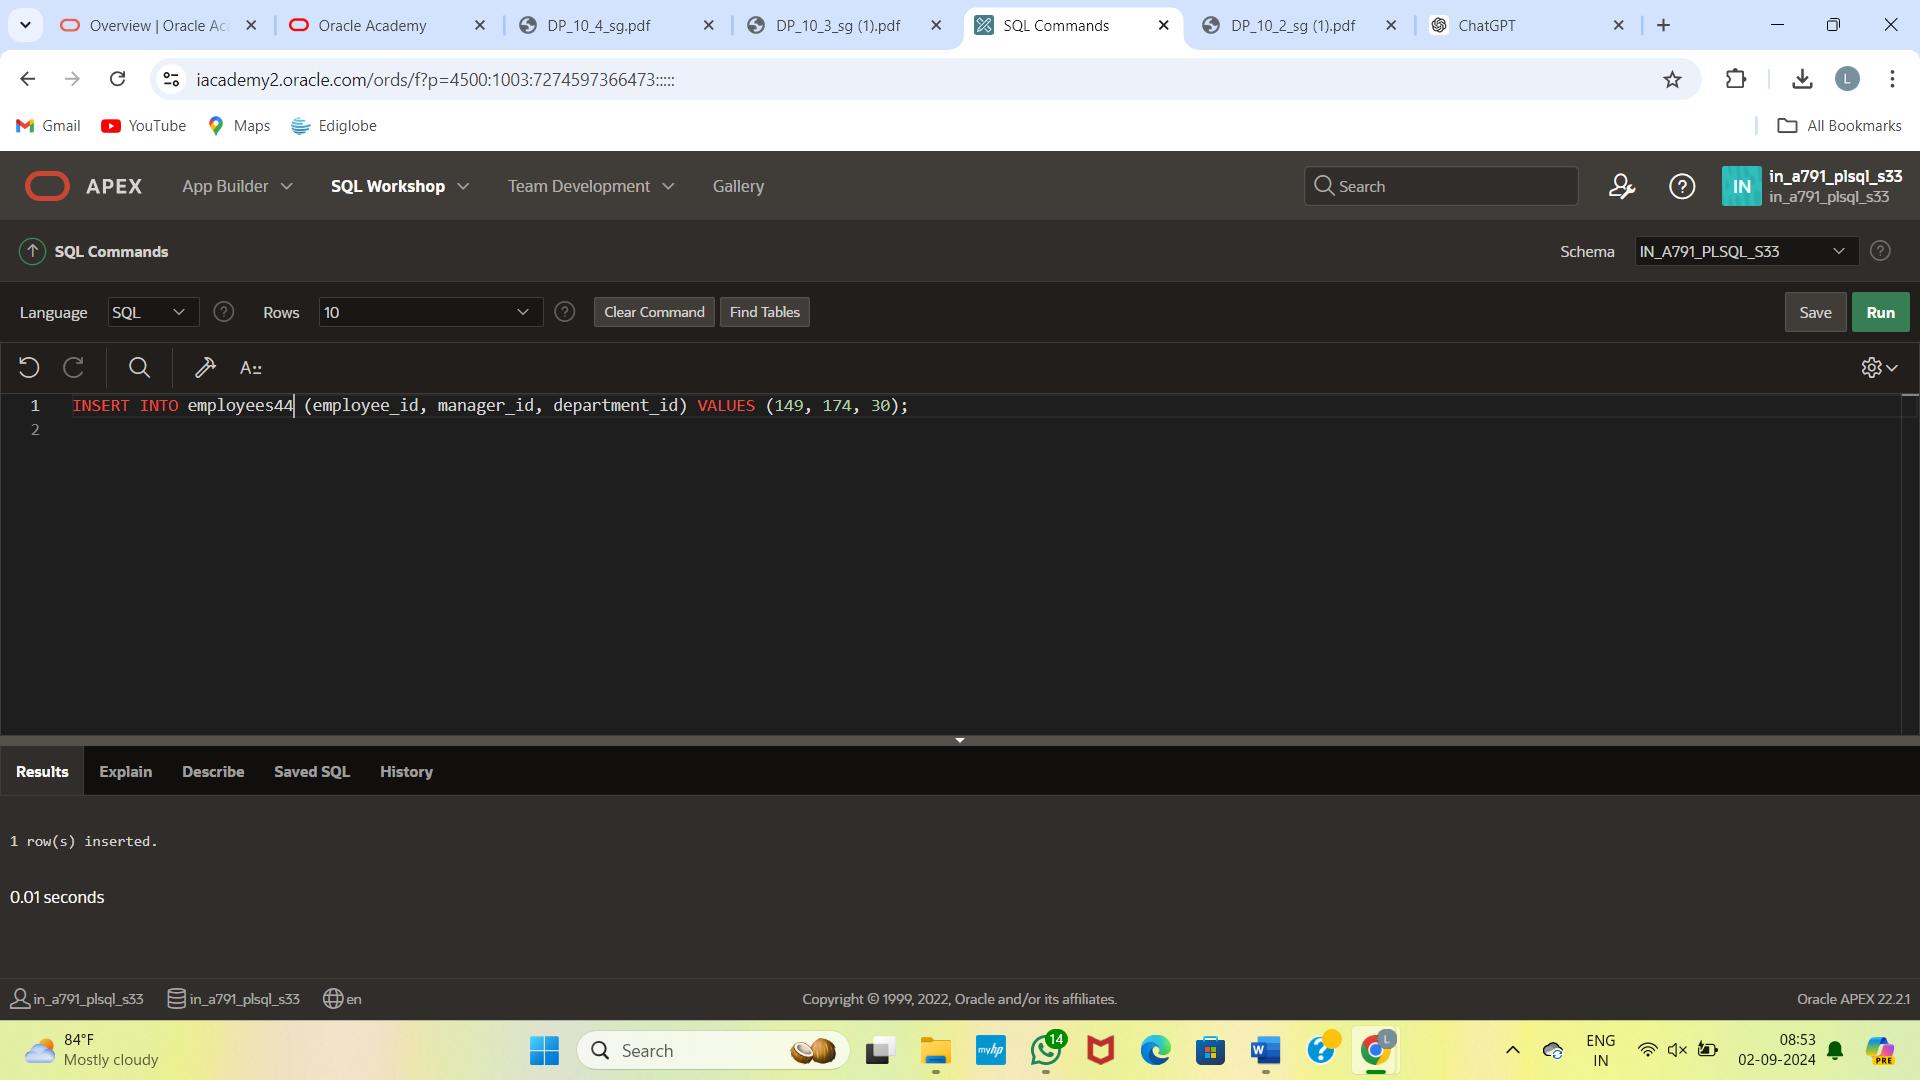 Overview | Oracle Ac
Oracle Academy
DP_10_4_sg.pdf
DP_10_3_sg (1).pdf
SQL Commands
DP_10_2_sg (1).pdf
ChatGPT
iacademy2.oracle.com/ords/f?p=4500:1003:7274597366473:::::
L
Gmail
YouTube
Maps
Ediglobe
All Bookmarks
APEX
App Builder
SQL Workshop
Team Development
Gallery
Search
IN
in_a791_plsql_s33
in_a791_plsql_s33
SQL Commands
Schema
IN_A791_PLSQL_S33
Language
SQL
Rows
10
Clear Command
Find Tables
Save
Run
A::
1 INSERT INTO employees44 (employee_id, manager_id, department_id) VALUES (149, 174, 30);
2
Results
Explain
Describe
Saved SQL
History
1 row(s) inserted.
0.01 seconds
in_a791_plsql_s33
in_a791_plsql_s33
en
Copyright © 1999, 2022, Oracle and/or its affiliates.
Oracle APEX 22.2.1
84°F
Mostly cloudy
Search
myhp
14
W
L
ENG
IN
08:53
02-09-2024
PRE